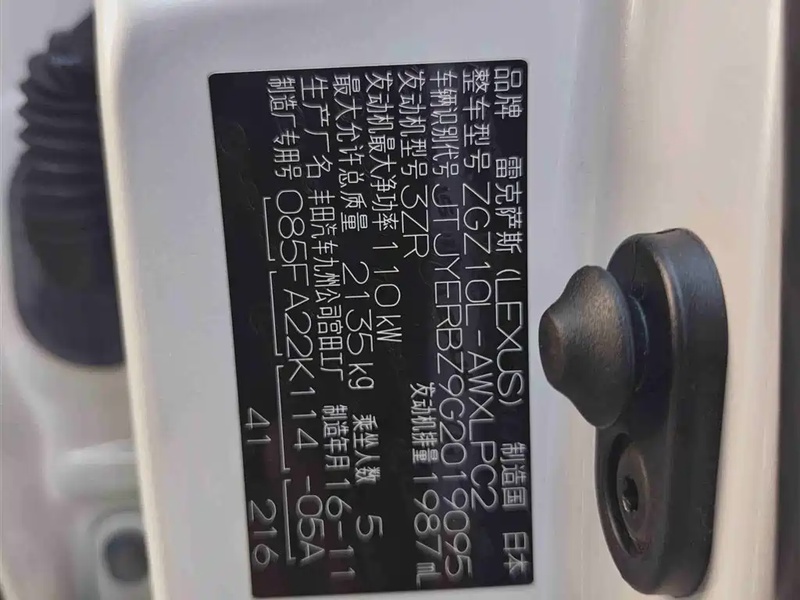 品牌 雷克萨斯 (LEXUS) 制造国 日本
整车型号 ZGZ10L-AWXLPC2
车辆识别代号 JTJYERBZ9G2019095
发动机型号 3ZR 发动机排量 1987 mL
发动机最大净功率 110kW
最大允许总质量 2135kg 乘坐人数 5
生产厂名 丰田汽车九州公司宫田工厂 制造年月 16-11
制造厂专用号 085FA22K114 -05A
41 216